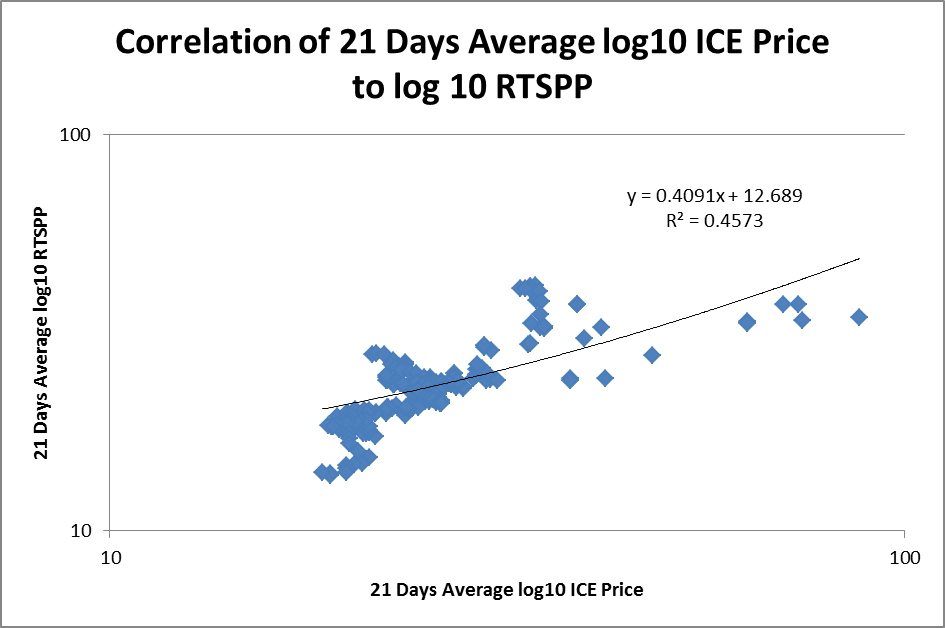 Correlation of 21 Days Average log10 ICE Price
to log 10 RTSPP
100
y = 0.4091x + 12.689
R² = 0.4573
21 Days Average log10 RTSPP
10
10
100
21 Days Average log10 ICE Price